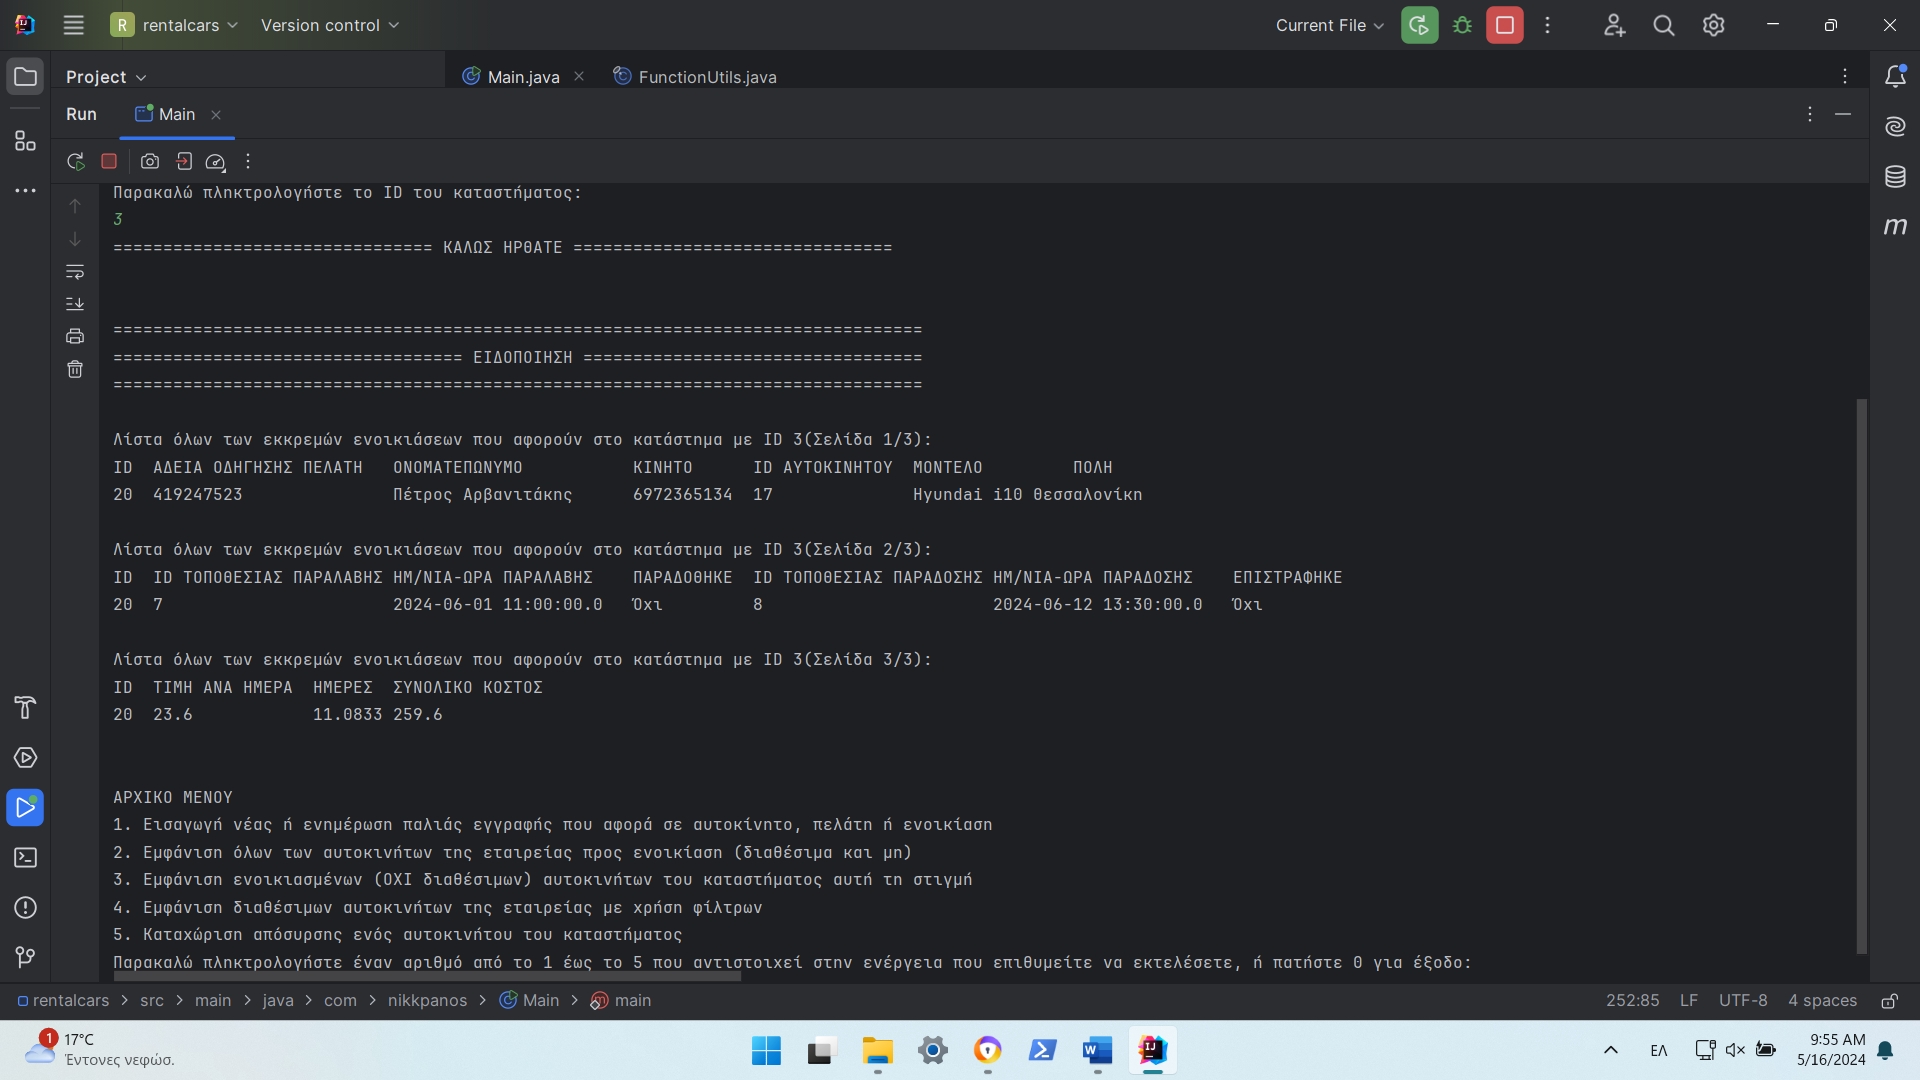 R rentalcars Version control Current File
Project Main.java FunctionUtils.java
Run Main
Παρακαλώ πληκτρολογήστε το ID του καταστήματος:
3
================================ ΚΑΛΩΣ ΗΡΘΑΤΕ ================================
=================================================================================
=================================== ΕΙΔΟΠΟΙΗΣΗ ==================================
=================================================================================
Λίστα όλων των εκκρεμών ενοικιάσεων που αφορούν στο κατάστημα με ID 3(Σελίδα 1/3):
ID ΑΔΕΙΑ ΟΔΗΓΗΣΗΣ ΠΕΛΑΤΗ ΟΝΟΜΑΤΕΠΩΝΥΜΟ ΚΙΝΗΤΟ ID ΑΥΤΟΚΙΝΗΤΟΥ ΜΟΝΤΕΛΟ ΠΟΛΗ
20 419247523 Πέτρος Αρβανιτάκης 6972365134 17 Hyundai i10 Θεσσαλονίκη
Λίστα όλων των εκκρεμών ενοικιάσεων που αφορούν στο κατάστημα με ID 3(Σελίδα 2/3):
ID ID ΤΟΠΟΘΕΣΙΑΣ ΠΑΡΑΛΑΒΗΣ ΗΜ/ΝΙΑ-ΩΡΑ ΠΑΡΑΛΑΒΗΣ ΠΑΡΑΔΟΘΗΚΕ ID ΤΟΠΟΘΕΣΙΑΣ ΠΑΡΑΔΟΣΗΣ ΗΜ/ΝΙΑ-ΩΡΑ ΠΑΡΑΔΟΣΗΣ ΕΠΙΣΤΡΑΦΗΚΕ
20 7 2024-06-01 11:00:00.0 Όχι 8 2024-06-12 13:30:00.0 Όχι
Λίστα όλων των εκκρεμών ενοικιάσεων που αφορούν στο κατάστημα με ID 3(Σελίδα 3/3):
ID ΤΙΜΗ ΑΝΑ ΗΜΕΡΑ ΗΜΕΡΕΣ ΣΥΝΟΛΙΚΟ ΚΟΣΤΟΣ
20 23.6 11.0833 259.6
ΑΡΧΙΚΟ ΜΕΝΟΥ
1. Εισαγωγή νέας ή ενημέρωση παλιάς εγγραφής που αφορά σε αυτοκίνητο, πελάτη ή ενοικίαση
2. Εμφάνιση όλων των αυτοκινήτων της εταιρείας προς ενοικίαση (διαθέσιμα και μη)
3. Εμφάνιση ενοικιασμένων (ΟΧΙ διαθέσιμων) αυτοκινήτων του καταστήματος αυτή τη στιγμή
4. Εμφάνιση διαθέσιμων αυτοκινήτων της εταιρείας με χρήση φίλτρων
5. Καταχώριση απόσυρσης ενός αυτοκινήτου του καταστήματος
Παρακαλώ πληκτρολογήστε έναν αριθμό από το 1 έως το 5 που αντιστοιχεί στην ενέργεια που επιθυμείτε να εκτελέσετε, ή πατήστε 0 για έξοδο:
rentalcars > src > main > java > com > nikkpanos > Main > main 252:85 LF UTF-8 4 spaces
1 17°C
Έντονες νεφώσ.
ΕΛ
9:55 AM
5/16/2024